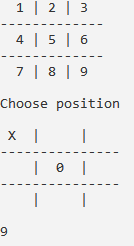 1 | 2 | 3
--------------
4 | 5 | 6
--------------
7 | 8 | 9
Choose position
X | |
---------------
| 0 |
---------------
| |
9